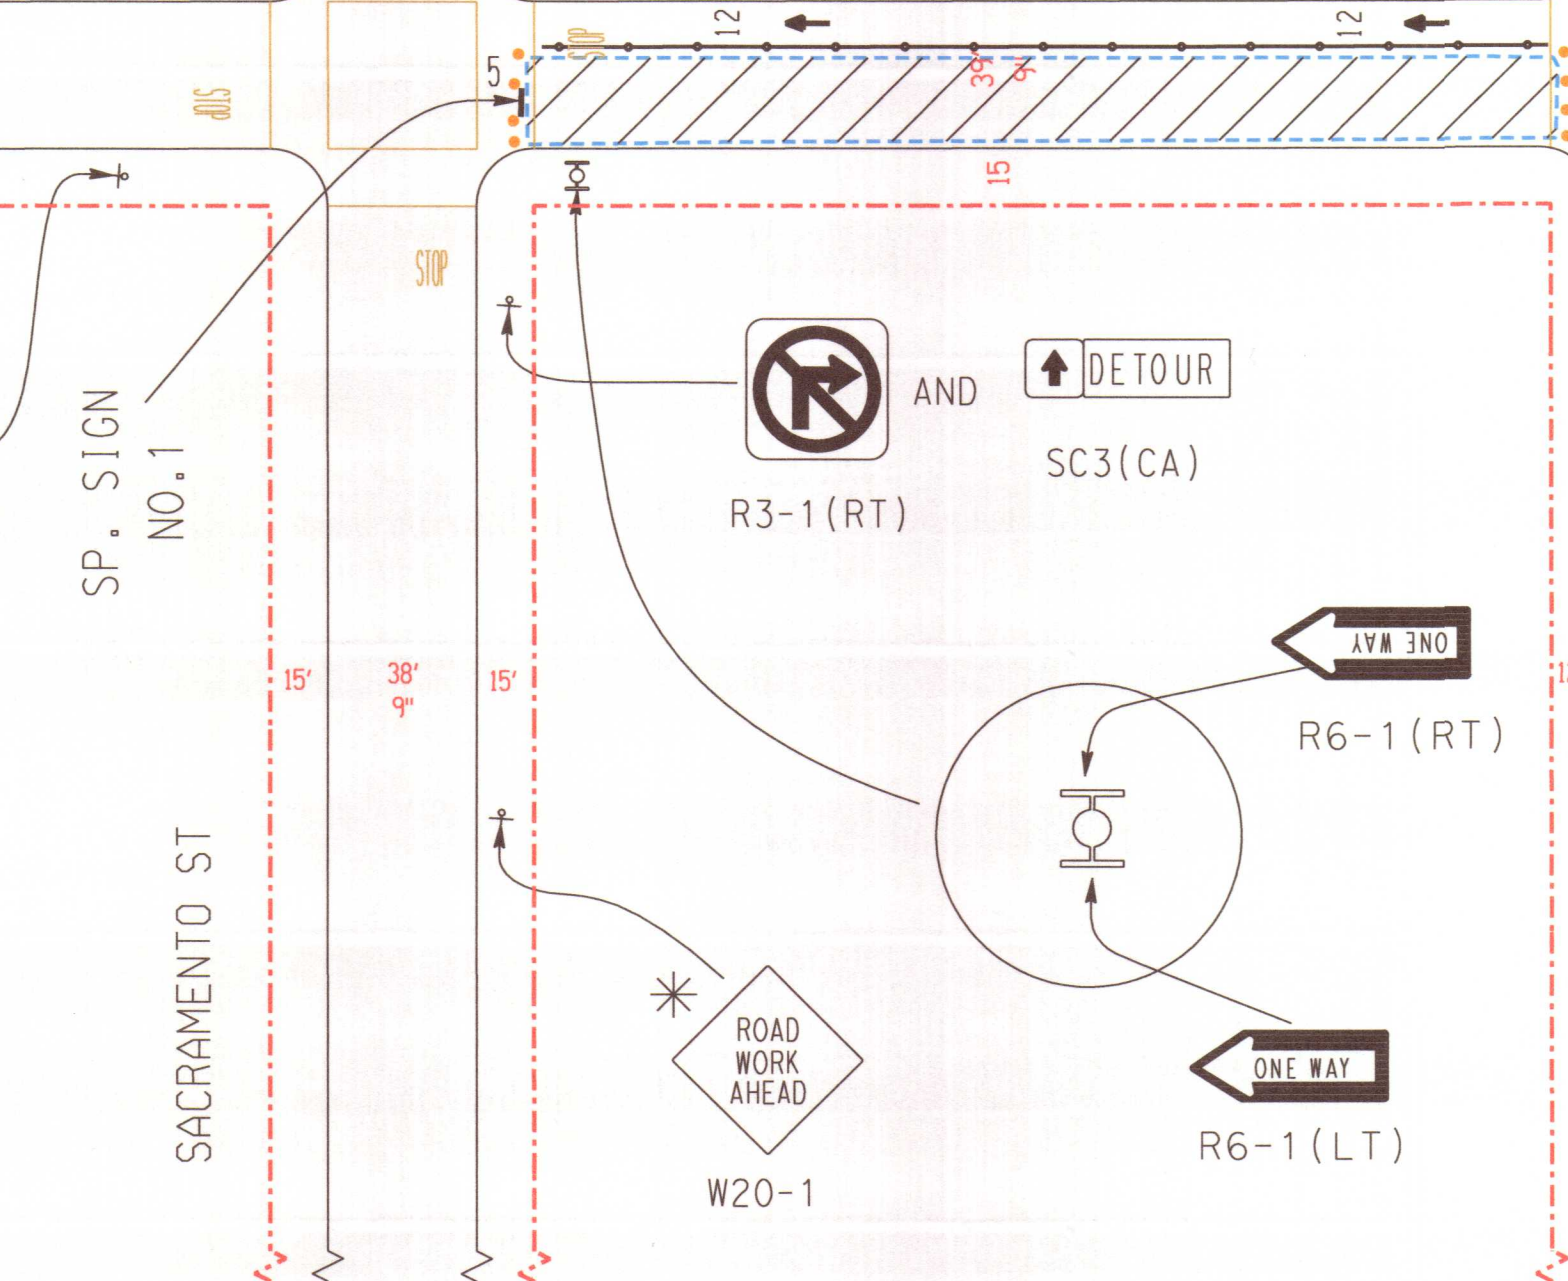 12
12
STOP
5
39'
9"
STOP
15
STOP
SP. SIGN
NO.1
AND
DETOUR
SC3(CA)
R3-1(RT)
ONE WAY
R6-1(RT)
15'
38'
9"
15'
SACRAMENTO ST
ROAD
WORK
AHEAD
W20-1
ONE WAY
R6-1(LT)